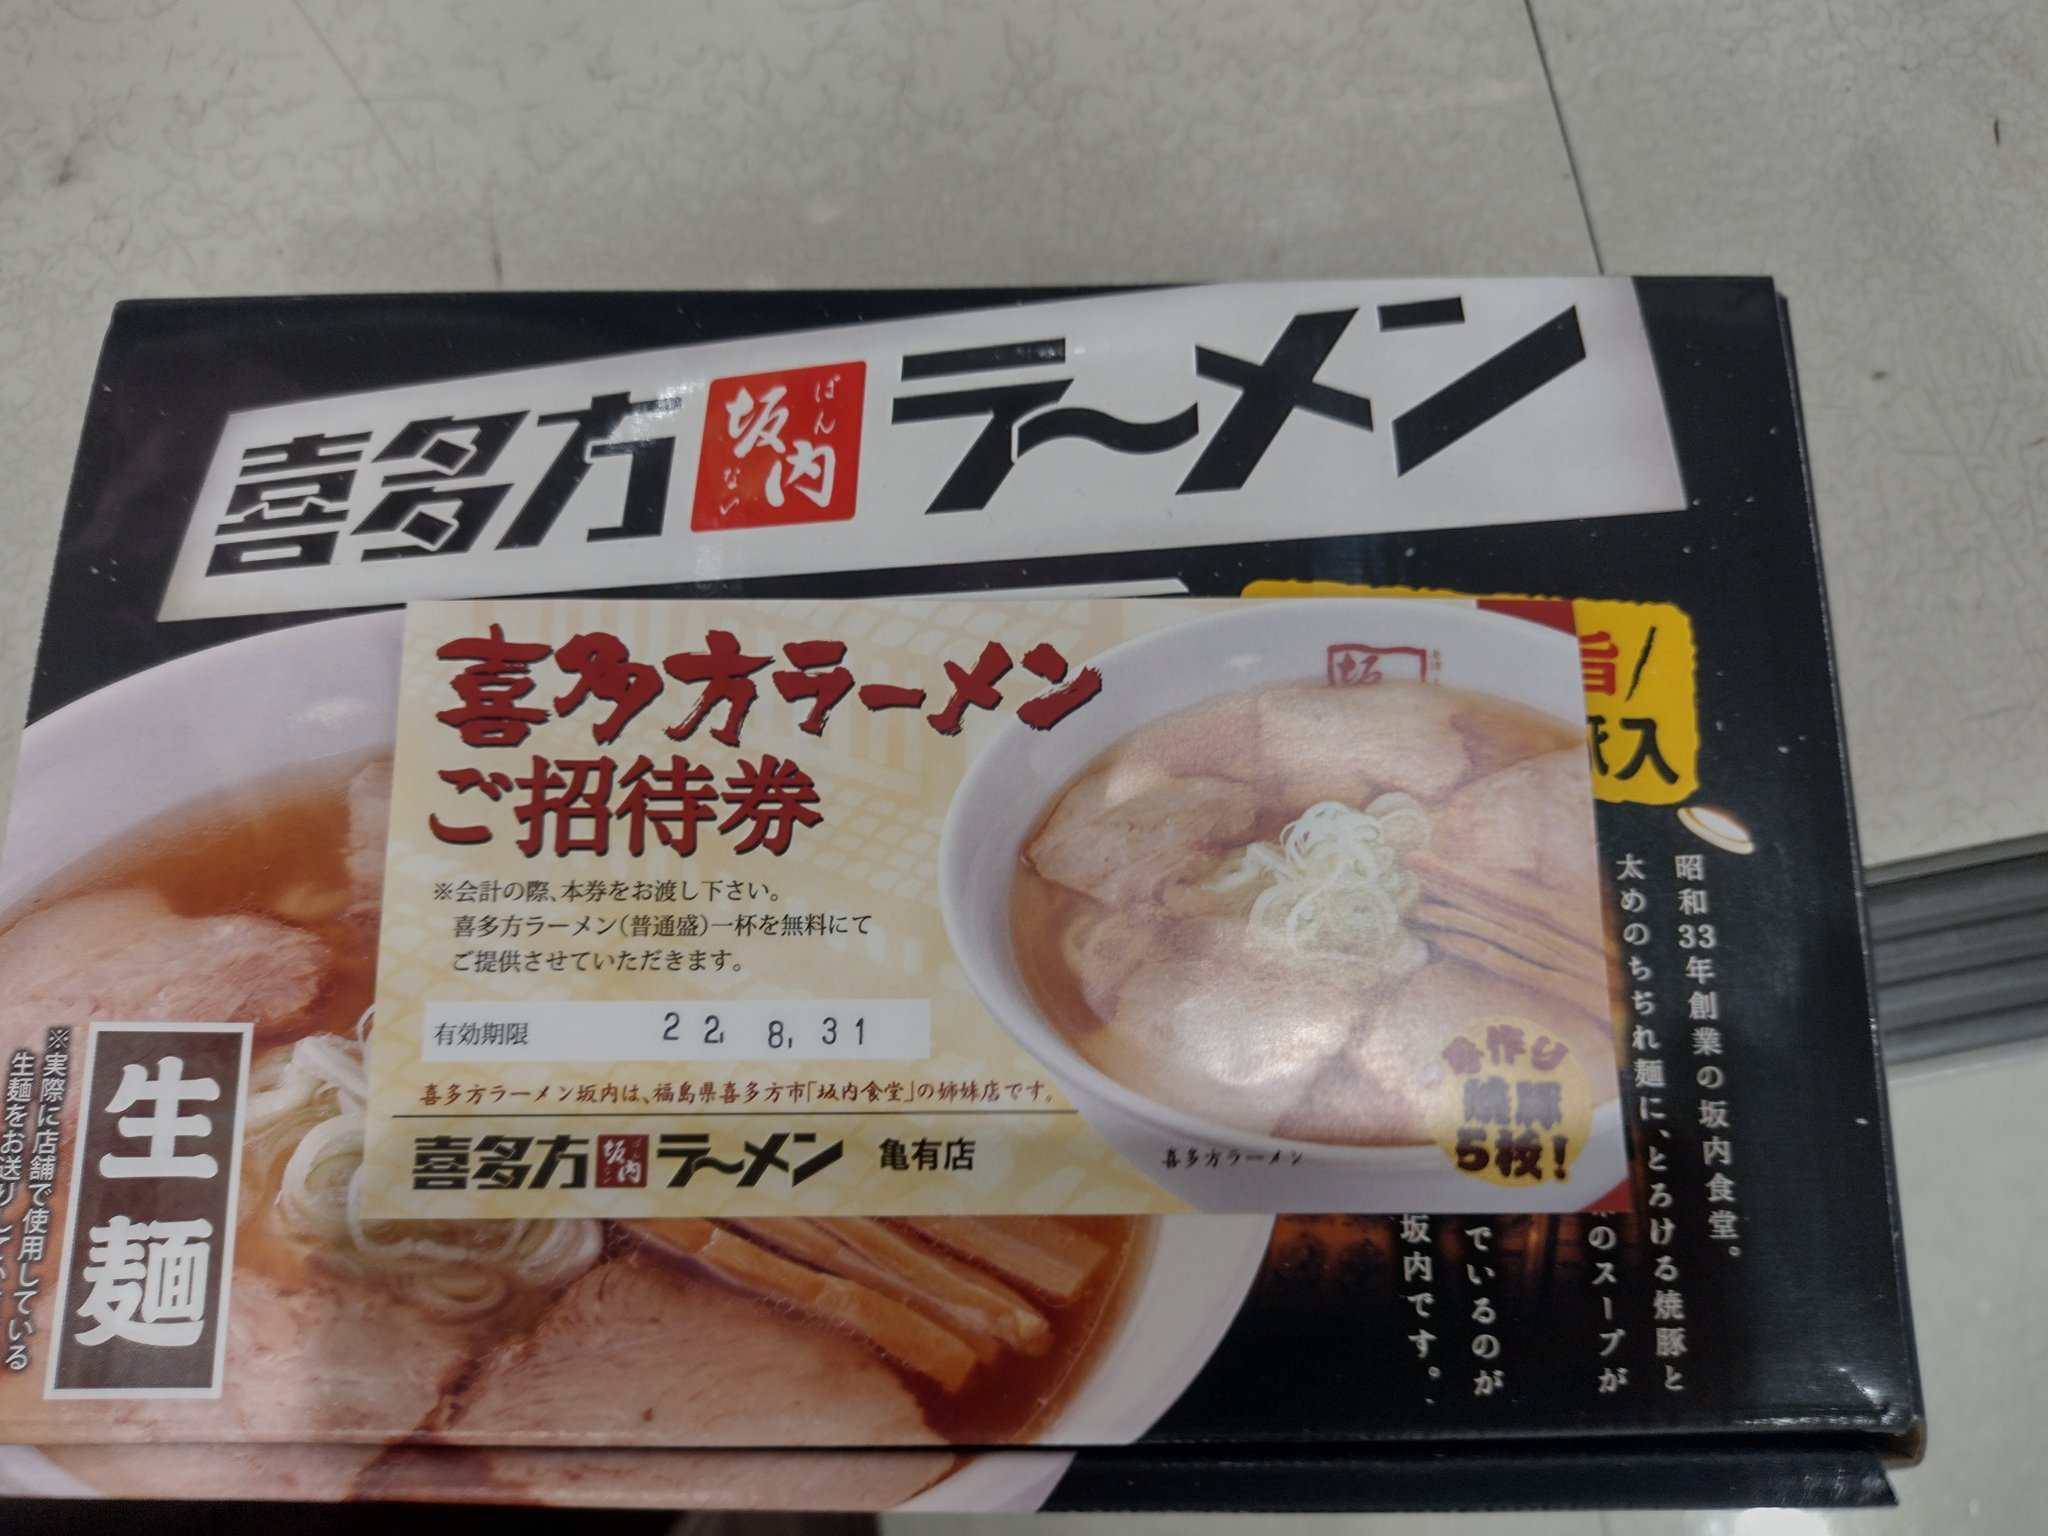 喜多方坂内ラーメン
ばんない
旨/
入
喜多方ラーメン
ご招待券
※会計の際、本券をお渡し下さい。
喜多方ラーメン(普通盛)一杯を無料にて
ご提供させていただきます。
有効期限 22, 8, 31
喜多方ラーメン坂内は、福島県喜多方市「坂内食堂」の姉妹店です。
喜多方坂内ラーメン 亀有店
坂
喜多方ラーメン
手作り
焼豚
5枚!
昭和33年創業の坂内食堂。
太めのちぢれ麺に、とろける焼豚と
のスープが
でいるのが
坂内です。
生麺
※実際に店舗で使用している
生麺をお送りしてい